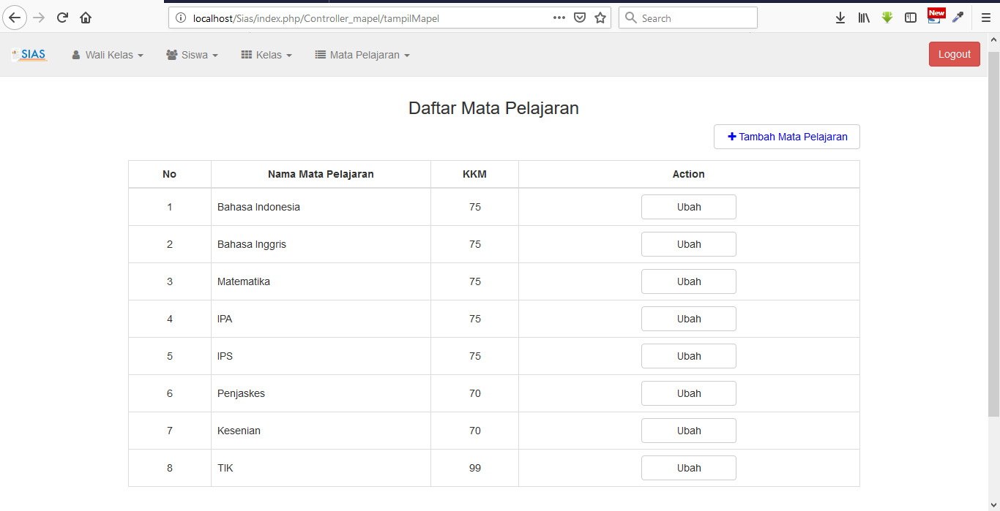 localhost/Sias/index.php/Controller_mapel/tampilMapel
Search
New
SIAS
Wali Kelas
Siswa
Kelas
Mata Pelajaran
Logout
Daftar Mata Pelajaran
Tambah Mata Pelajaran
No Nama Mata Pelajaran KKM Action
1 Bahasa Indonesia 75 Ubah
2 Bahasa Inggris 75 Ubah
3 Matematika 75 Ubah
4 IPA 75 Ubah
5 IPS 75 Ubah
6 Penjaskes 70 Ubah
7 Kesenian 70 Ubah
8 TIK 99 Ubah